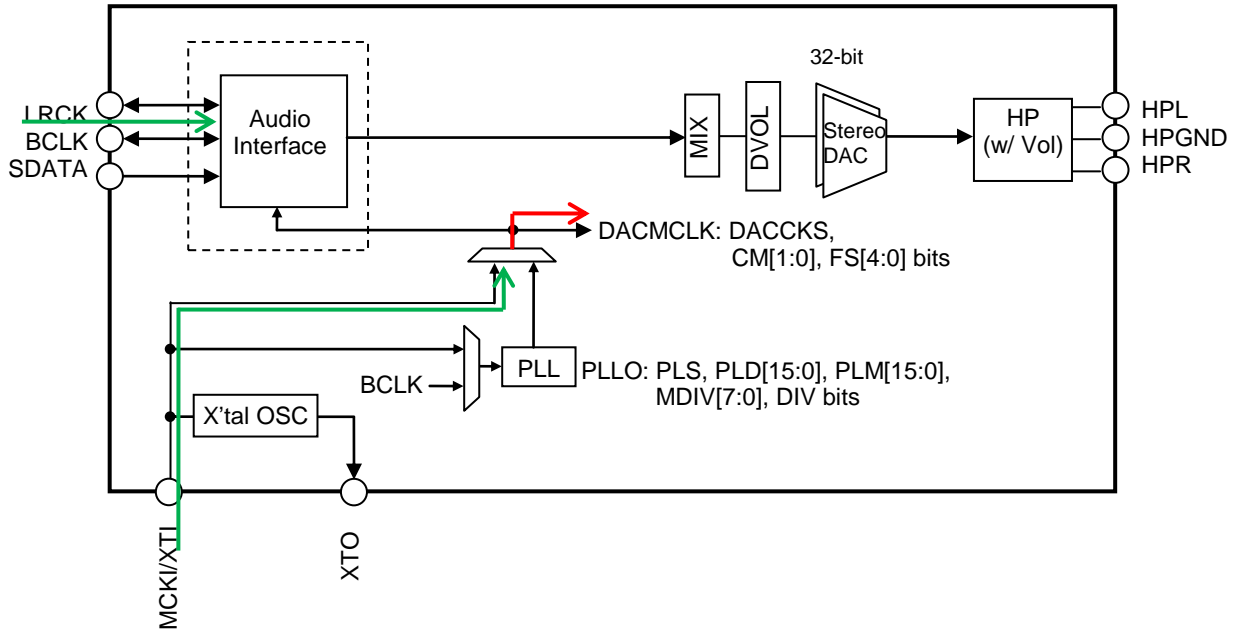 32-bit
LRCK
BCLK
SDATA
Audio
Interface
MIX
DVOL
Stereo
DAC
HP
(w/ Vol)
HPL
HPGND
HPR
DACMCLK: DACCKS,
CM[1:0], FS[4:0] bits
BCLK
PLL
PLLO: PLS, PLD[15:0], PLM[15:0],
MDIV[7:0], DIV bits
X'tal OSC
MCKI/XTI
XTO